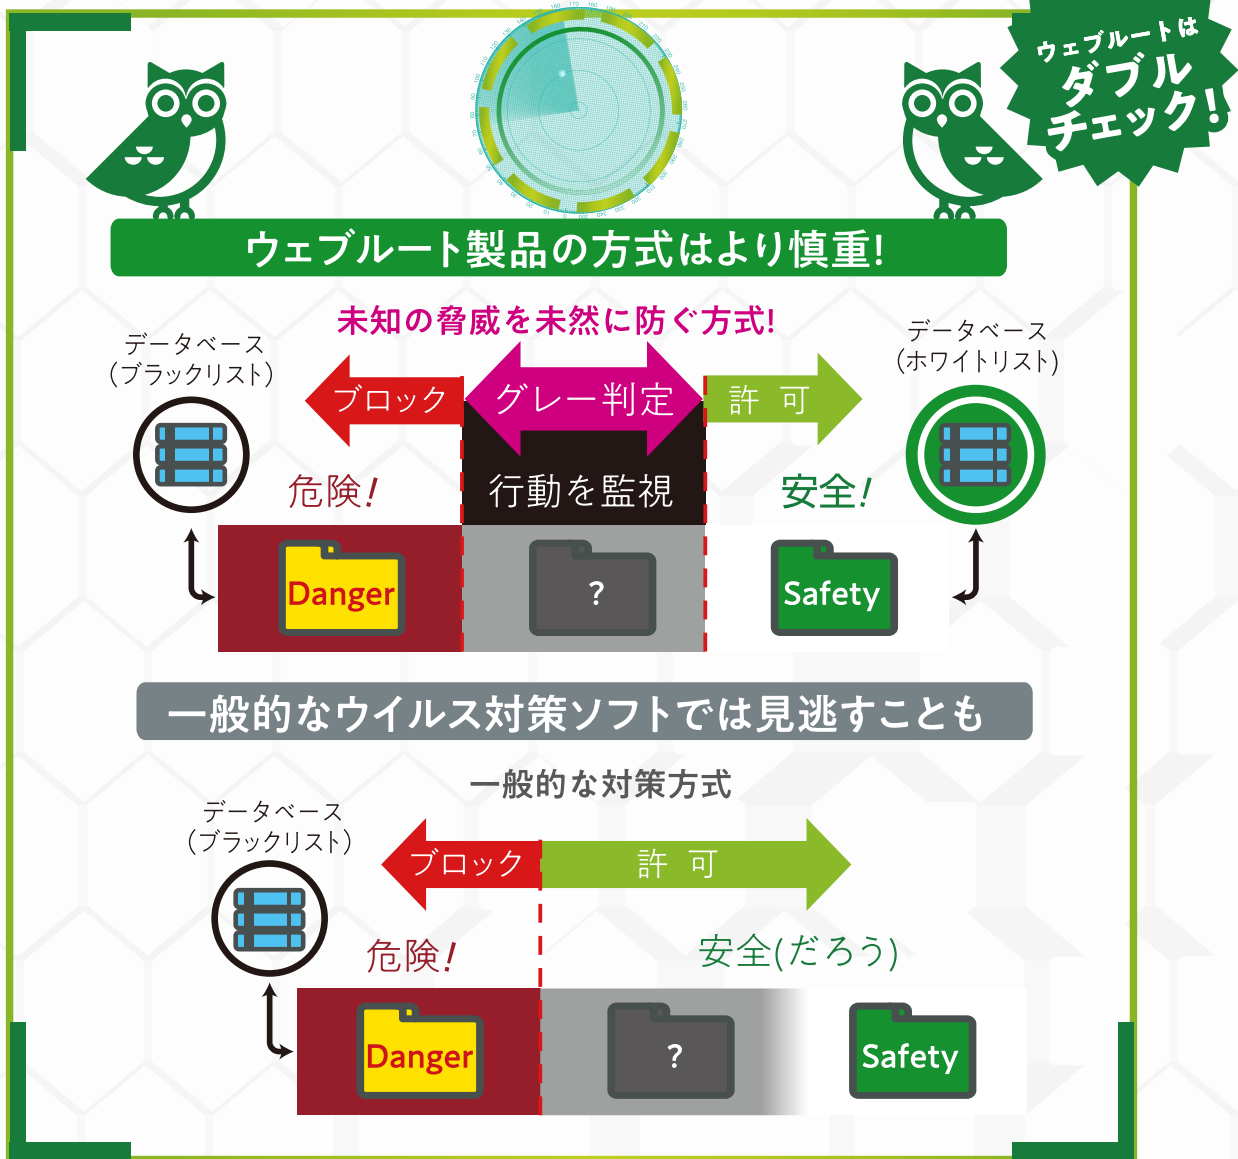 ウェブルートは
ダブル
チェック!
ウェブルート製品の方式はより慎重!
未知の脅威を未然に防ぐ方式!
データベース
(ブラックリスト)
データベース
(ホワイトリスト)
ブロック
グレー判定
許可
危険!
行動を監視
安全!
Danger
?
Safety
一般的なウイルス対策ソフトでは見逃すことも
一般的な対策方式
データベース
(ブラックリスト)
ブロック
許可
危険!
安全(だろう)
Danger
?
Safety